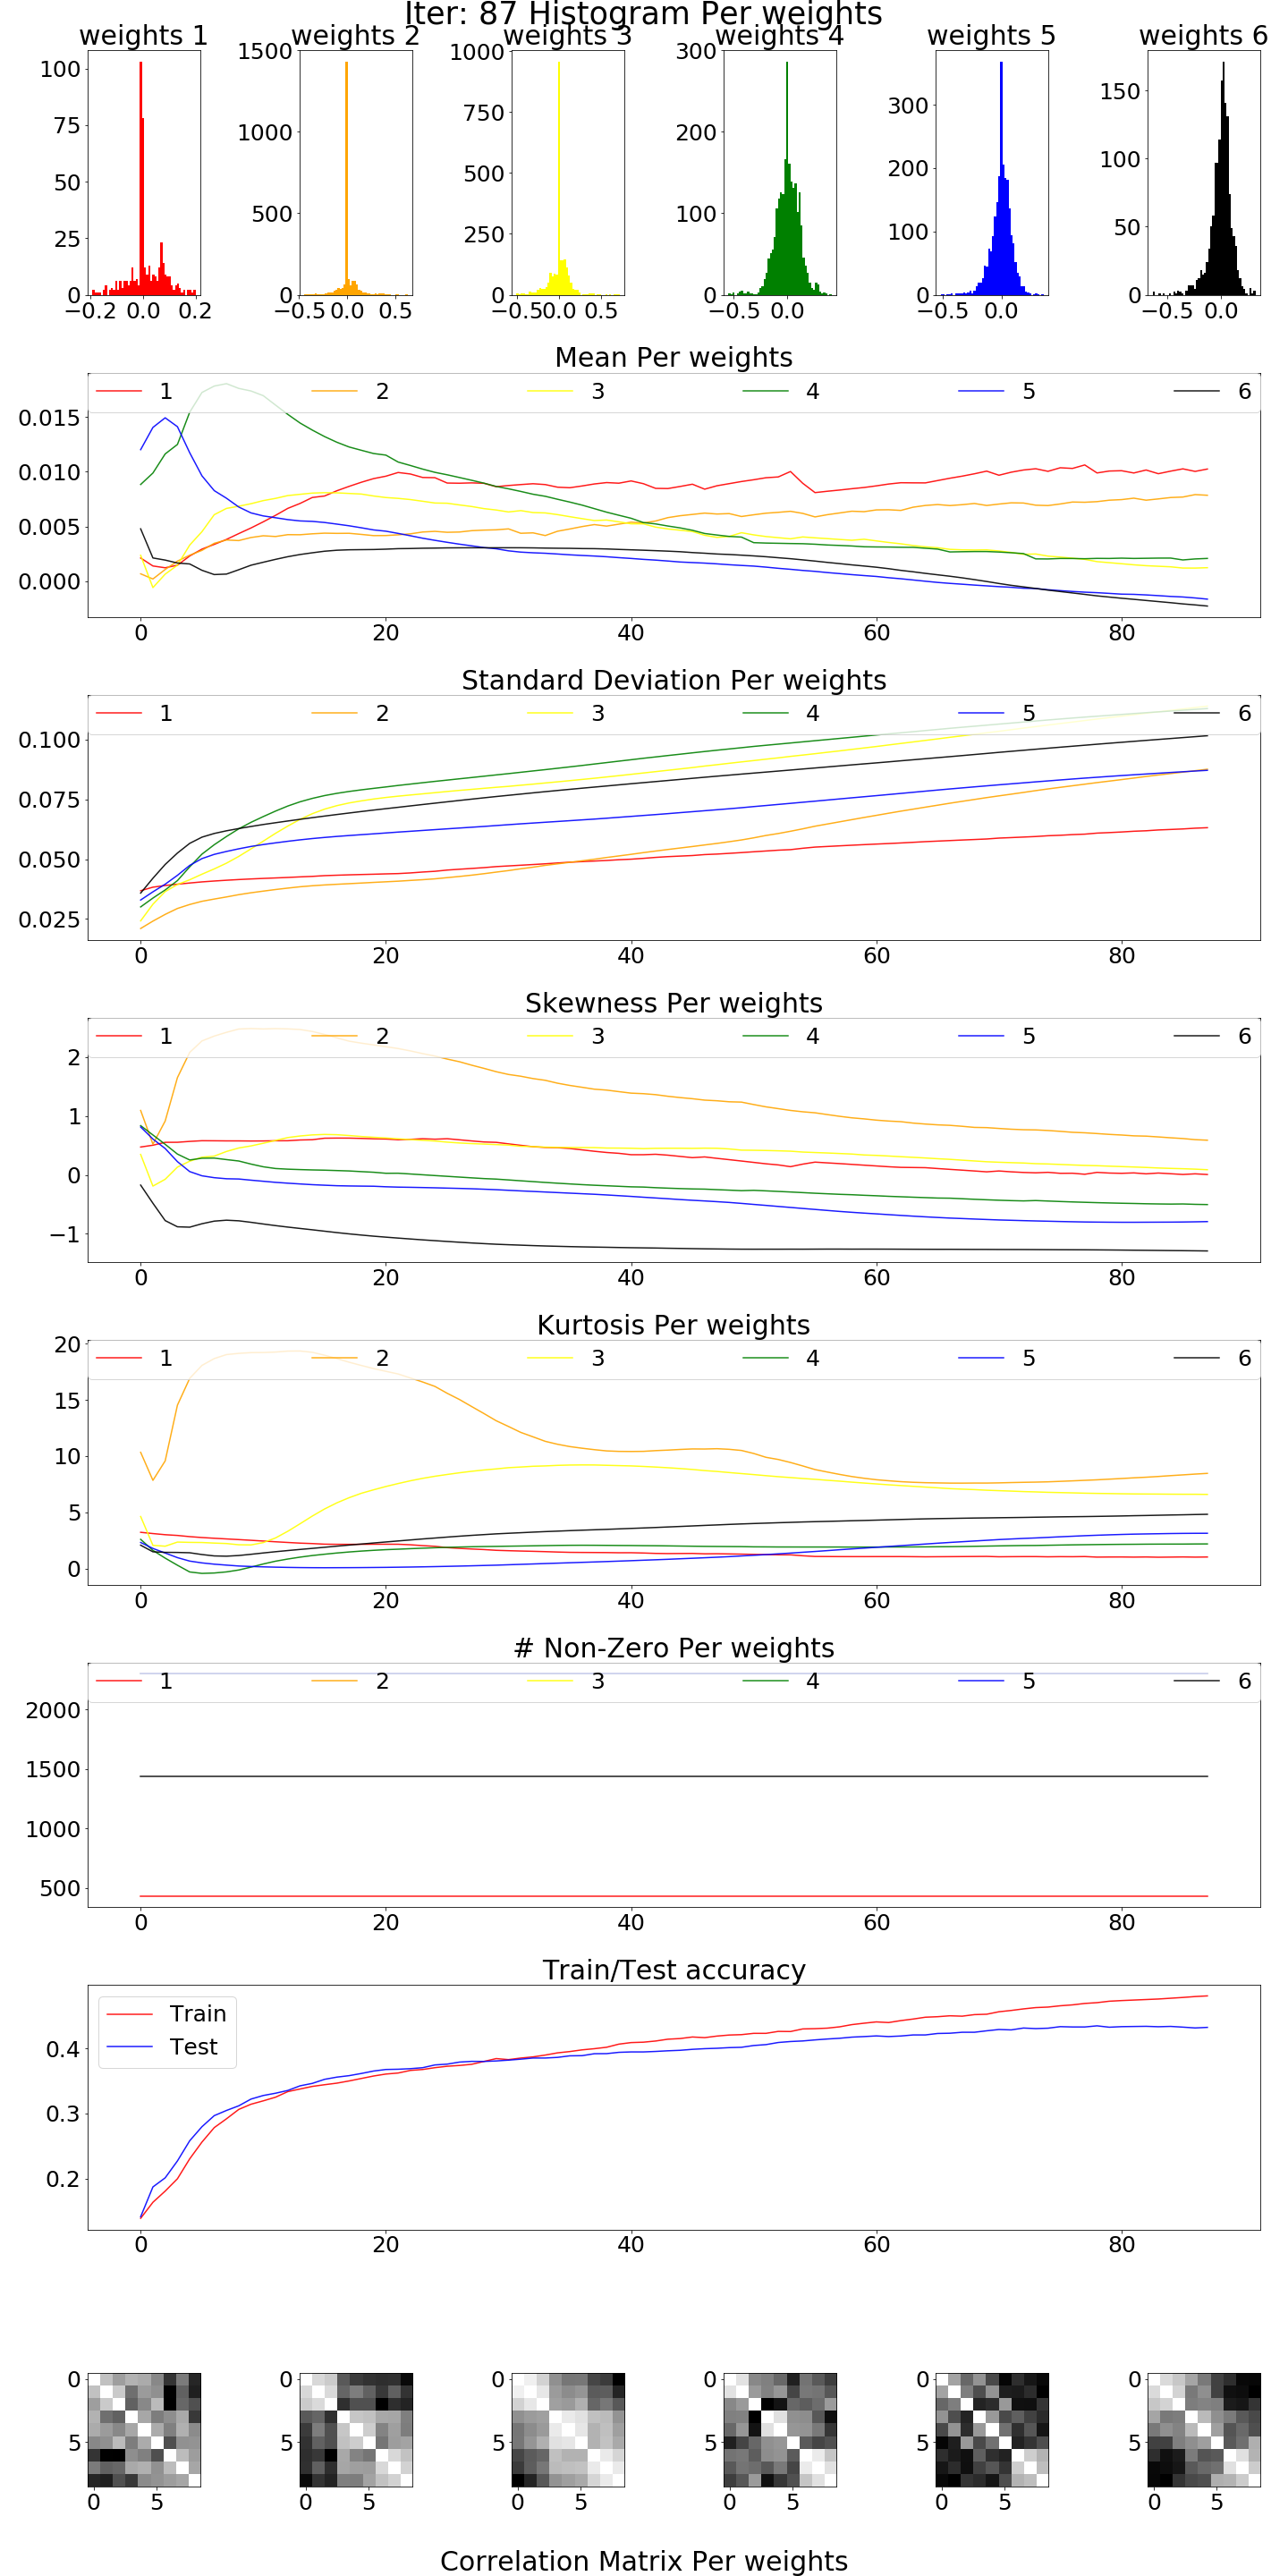 Iter: 87 Histogram Per weights
weights 1 weights 2 weights 3 weights 4 weights 5 weights 6
100
75
50
25
0
−0.2 0.0 0.2
1500
1000
500
0
−0.5 0.0 0.5
1000
750
500
250
0
−0.5 0.0 0.5
300
200
100
0
−0.5 0.0
300
200
100
0
−0.5 0.0
150
100
50
0
−0.5 0.0
Mean Per weights
1 2 3 4 5 6
0.015
0.010
0.005
0.000
0 20 40 60 80
Standard Deviation Per weights
1 2 3 4 5 6
0.100
0.075
0.050
0.025
0 20 40 60 80
Skewness Per weights
1 2 3 4 5 6
2
1
0
−1
0 20 40 60 80
Kurtosis Per weights
20
1 2 3 4 5 6
15
10
5
0
0 20 40 60 80
# Non-Zero Per weights
1 2 3 4 5 6
2000
1500
1000
500
0 20 40 60 80
Train/Test accuracy
Train
Test
0.4
0.3
0.2
0 20 40 60 80
0 0 0 0 0 0
5 5 5 5 5 5
0 5 0 5 0 5 0 5 0 5 0 5
Correlation Matrix Per weights